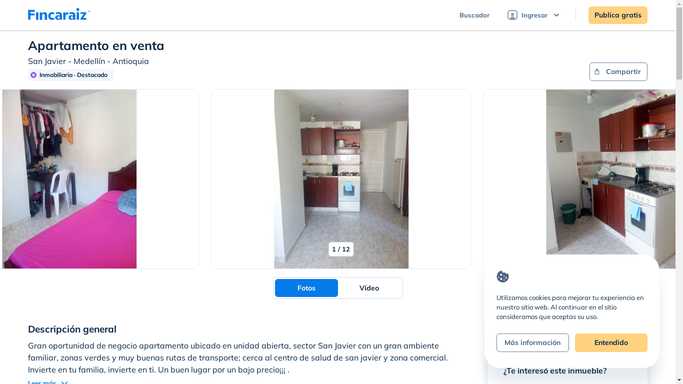 Fincaraiz
Buscador
Ingresar
Publica gratis
Apartamento en venta
San Javier - Medellín - Antioquia
Inmobiliaria · Destacado
Compartir
1 / 12
Fotos
Video
Utilizamos cookies para mejorar tu experiencia en
nuestro sitio web. Al continuar en el sitio
consideramos que aceptas su uso.
Más información
Entendido
¿Te interesó este inmueble?
Descripción general
Gran oportunidad de negocio apartamento ubicado en unidad abierta, sector San Javier con un gran ambiente
familiar, zonas verdes y muy buenas rutas de transporte; cerca al centro de salud de san javier y zona comercial.
Invierte en tu familia, invierte en ti. Un buen lugar por un bajo precio¡¡¡ .
Leer más